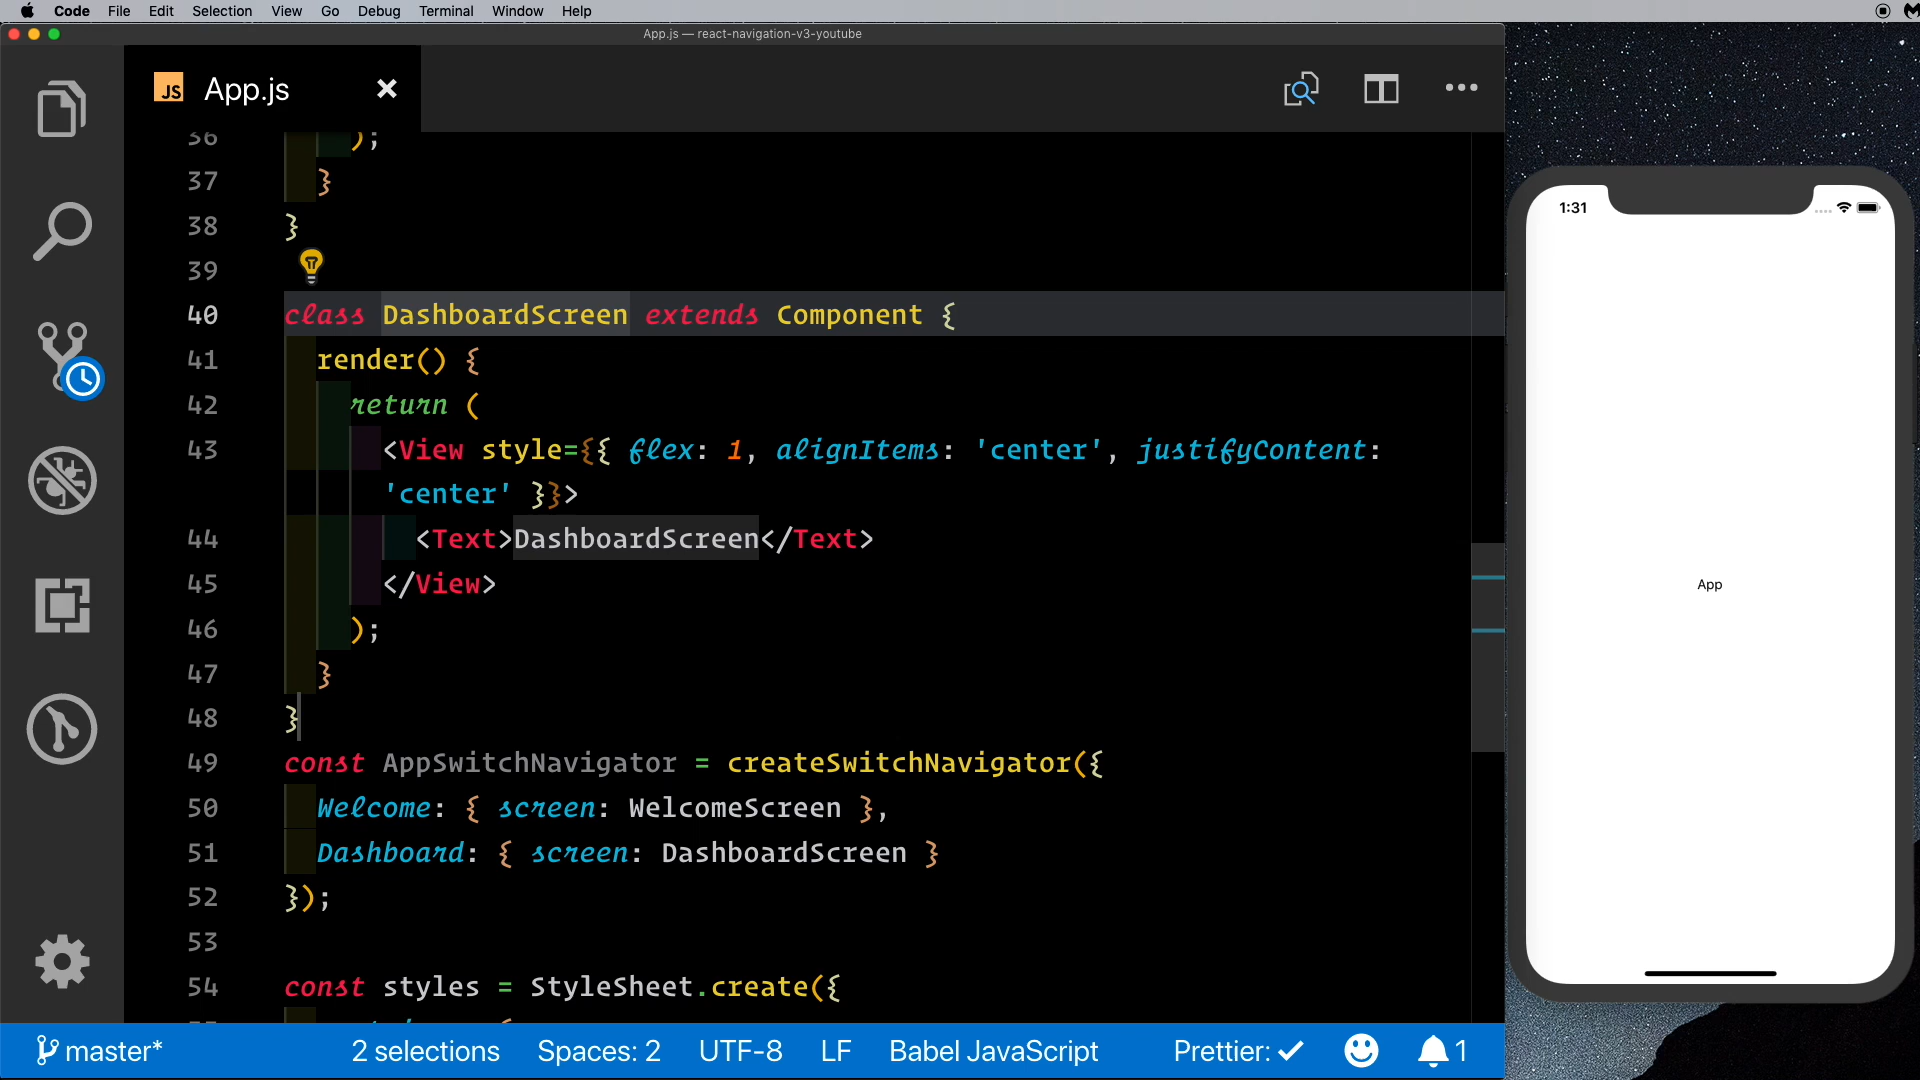 Code File Edit Selection View Go Debug Terminal Window Help
App.js — react-navigation-v3-youtube
JS App.js
36 );
37 }
38 }
39
40 class DashboardScreen extends Component {
41 render() {
42 return (
43 <View style={{ flex: 1, alignItems: 'center', justifyContent:
'center' }}>
44 <Text>DashboardScreen</Text>
45 </View>
46 );
47 }
48 }
49 const AppSwitchNavigator = createSwitchNavigator({
50 Welcome: { screen: WelcomeScreen },
51 Dashboard: { screen: DashboardScreen }
52 });
53
54 const styles = StyleSheet.create({
master* 2 selections Spaces: 2 UTF-8 LF Babel JavaScript Prettier: ✓ 1
1:31
App